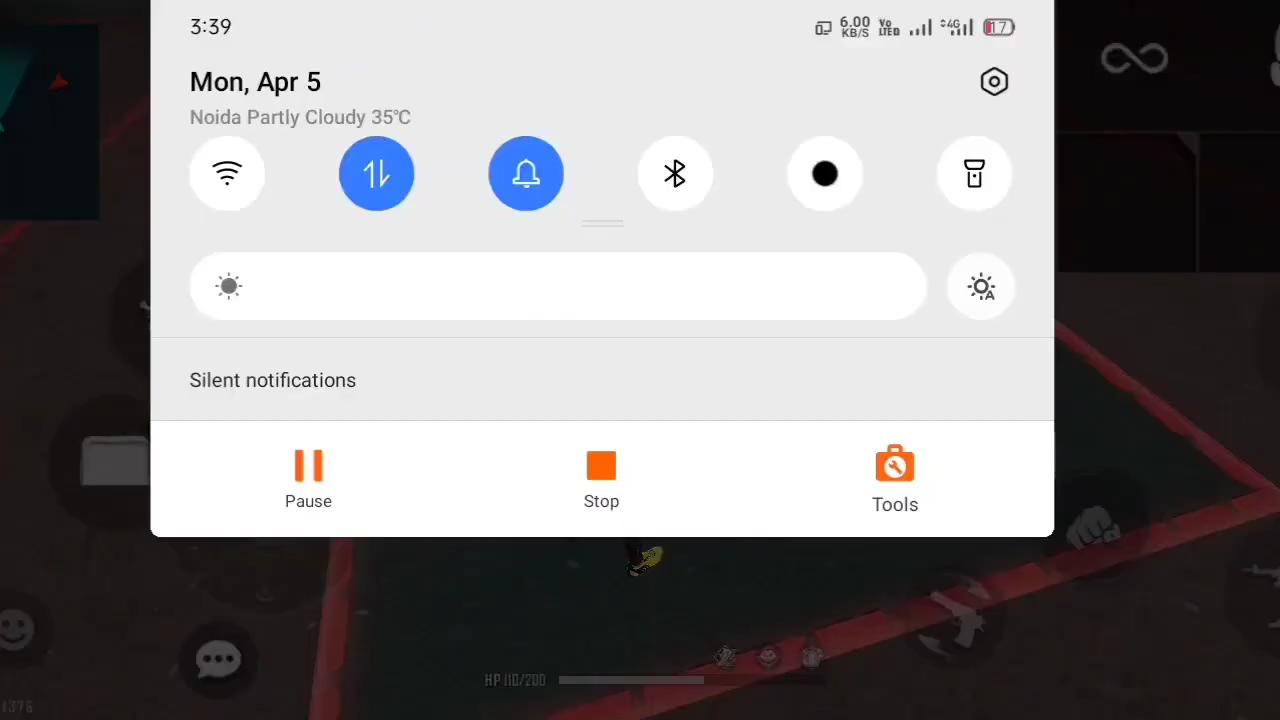 3:39
6.00
KB/S
Vo
LTED
4G
17
Mon, Apr 5
Noida Partly Cloudy 35℃
A
Silent notifications
Pause
Stop
Tools
HP 110/200